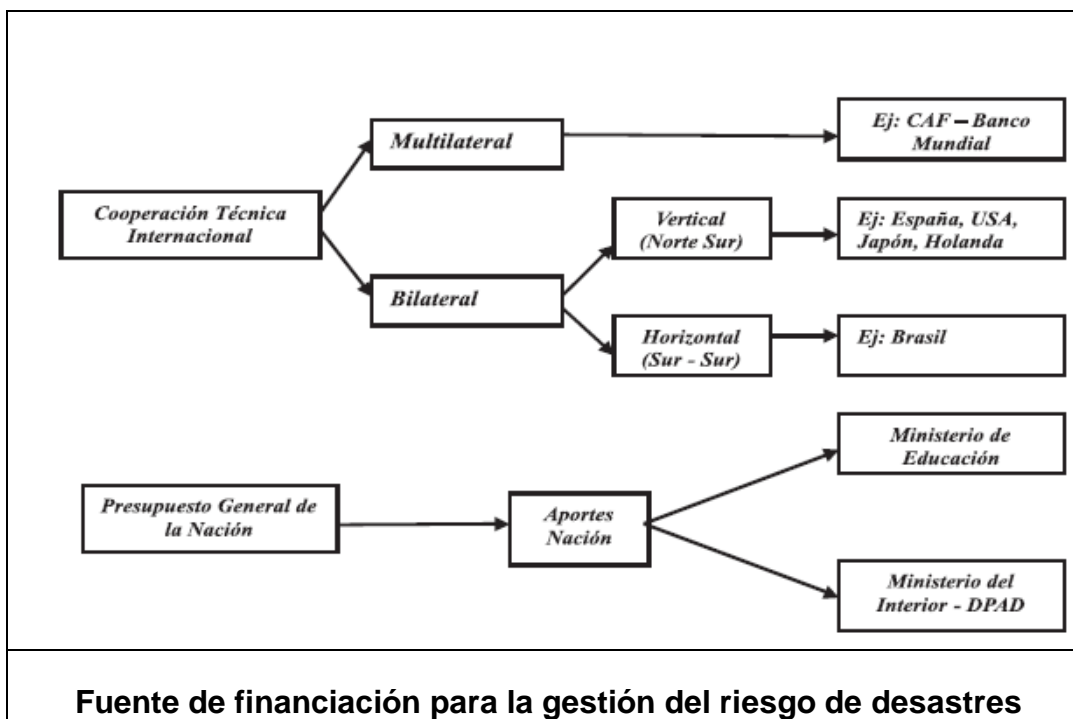 Cooperación Técnica
Internacional
Multilateral
Ej: CAF – Banco
Mundial
Bilateral
Vertical
(Norte Sur)
Ej: España, USA,
Japón, Holanda
Horizontal
(Sur - Sur)
Ej: Brasil
Presupuesto General de
la Nación
Aportes
Nación
Ministerio de
Educación
Ministerio del
Interior - DPAD
Fuente de financiación para la gestión del riesgo de desastres